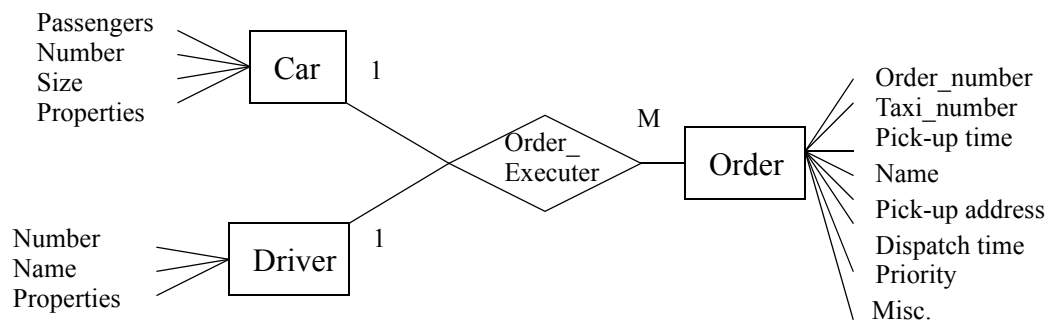 Passengers
Number
Size
Properties
Car
1
Order_
Executer
M
Order
Order_number
Taxi_number
Pick-up time
Name
Pick-up address
Dispatch time
Priority
Misc.
Number
Name
Properties
Driver
1